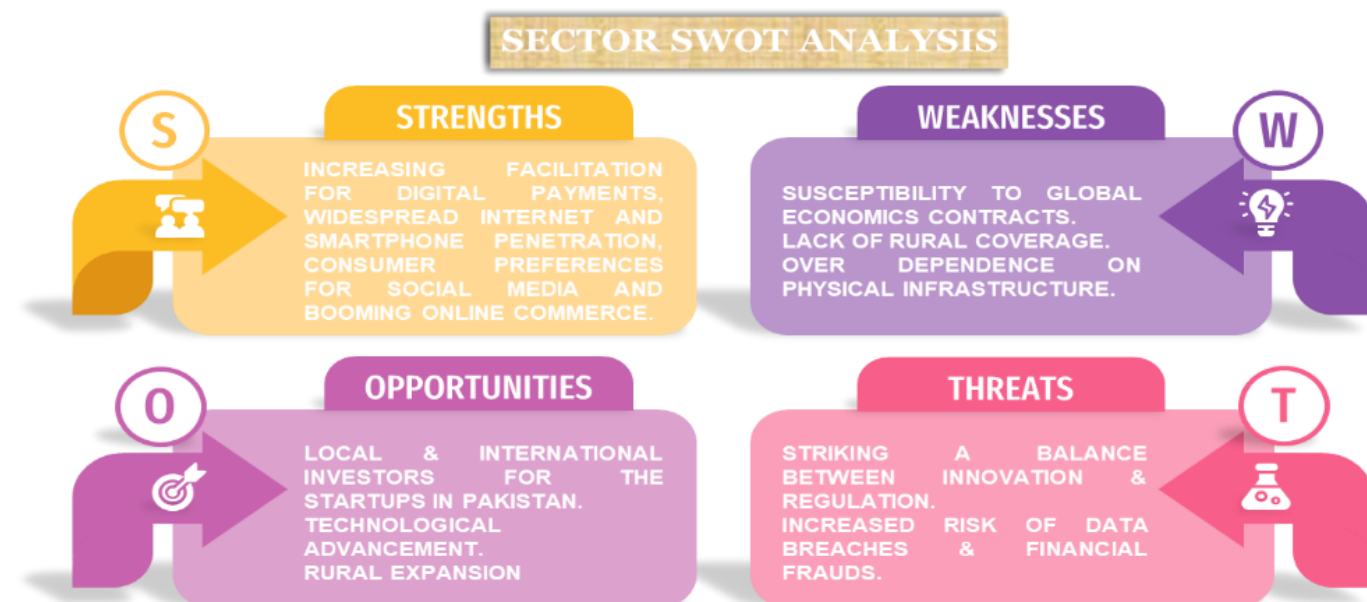 SECTOR SWOT ANALYSIS
S
STRENGTHS
INCREASING FACILITATION
FOR DIGITAL PAYMENTS,
WIDESPREAD INTERNET AND
SMARTPHONE PENETRATION,
CONSUMER PREFERENCES
FOR SOCIAL MEDIA AND
BOOMING ONLINE COMMERCE.
WEAKNESSES
W
SUSCEPTIBILITY TO GLOBAL
ECONOMICS CONTRACTS.
LACK OF RURAL COVERAGE.
OVER DEPENDENCE ON
PHYSICAL INFRASTRUCTURE.
O
OPPORTUNITIES
LOCAL & INTERNATIONAL
INVESTORS FOR THE
STARTUPS IN PAKISTAN.
TECHNOLOGICAL
ADVANCEMENT.
RURAL EXPANSION
THREATS
T
STRIKING A BALANCE
BETWEEN INNOVATION &
REGULATION.
INCREASED RISK OF DATA
BREACHES & FINANCIAL
FRAUDS.